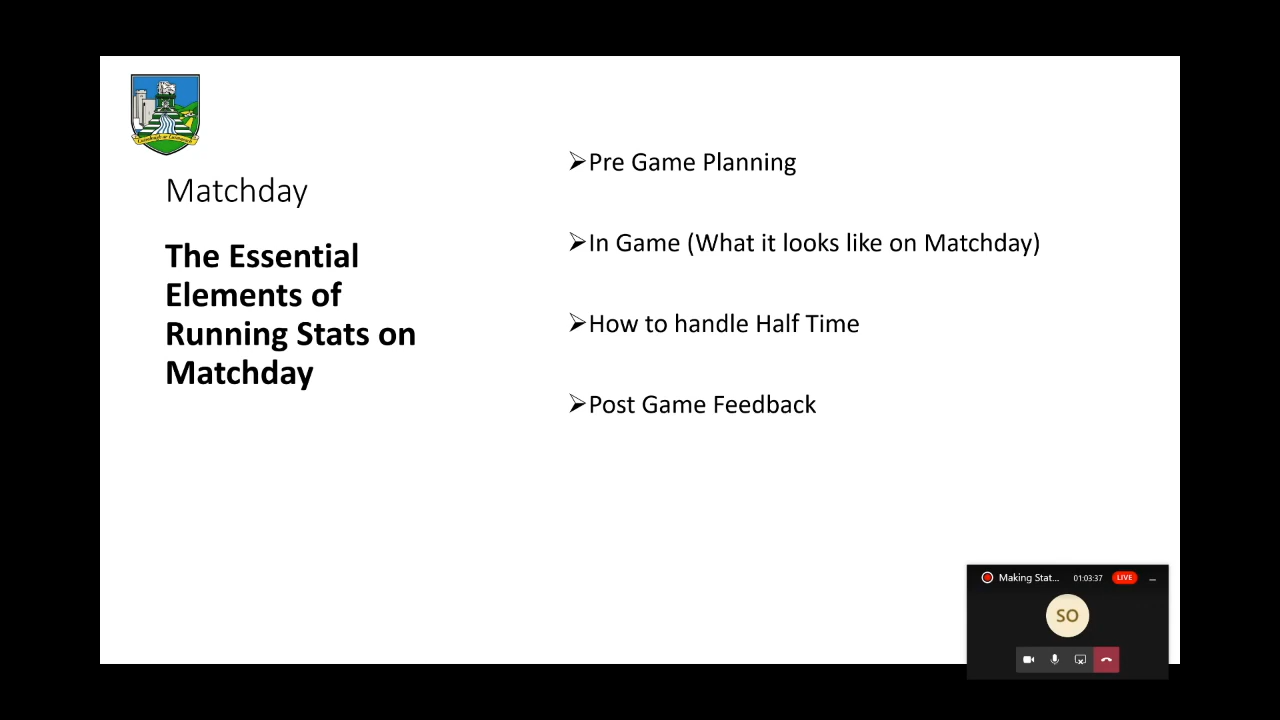 Matchday
The Essential
Elements of
Running Stats on
Matchday
Pre Game Planning
In Game (What it looks like on Matchday)
How to handle Half Time
Post Game Feedback
Making Stat... 01:03:37 LIVE
SO